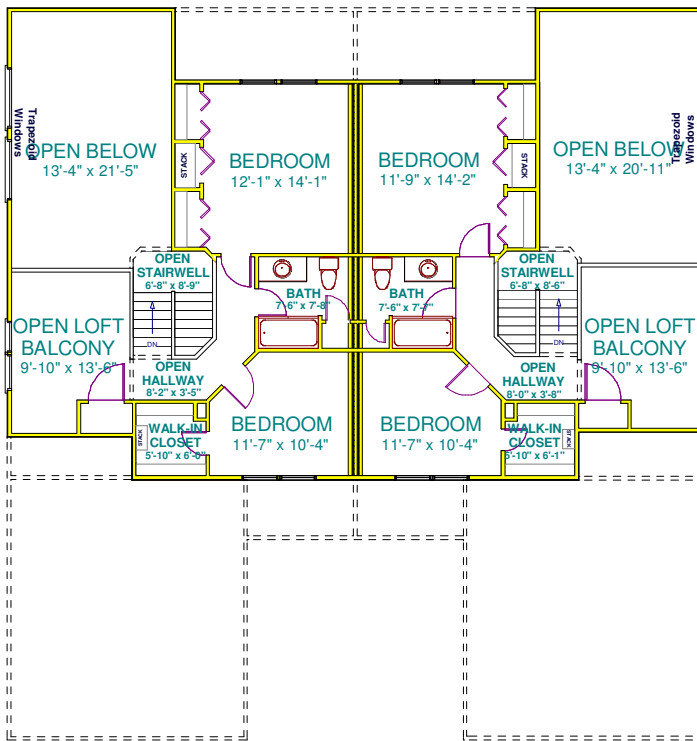 Trapezoid
Windows
OPEN BELOW
13'-4" x 21'-5"
STACK
BEDROOM
12'-1" x 14'-1"
BEDROOM
11'-9" x 14'-2"
STACK
OPEN BELOW
13'-4" x 20'-11"
Trapezoid
Windows
OPEN
STAIRWELL
6'-8" x 8'-9"
DN
BATH
7'-6" x 7'-8"
BATH
7'-6" x 7'-7"
OPEN
STAIRWELL
6'-8" x 8'-6"
DN
OPEN LOFT
BALCONY
9'-10" x 13'-6"
OPEN
HALLWAY
8'-2" x 3'-5"
OPEN
HALLWAY
8'-0" x 3'-8"
OPEN LOFT
BALCONY
9'-10" x 13'-6"
STACK
WALK-IN
CLOSET
5'-10" x 6'-0"
BEDROOM
11'-7" x 10'-4"
BEDROOM
11'-7" x 10'-4"
WALK-IN
CLOSET
5'-10" x 6'-1"
STACK